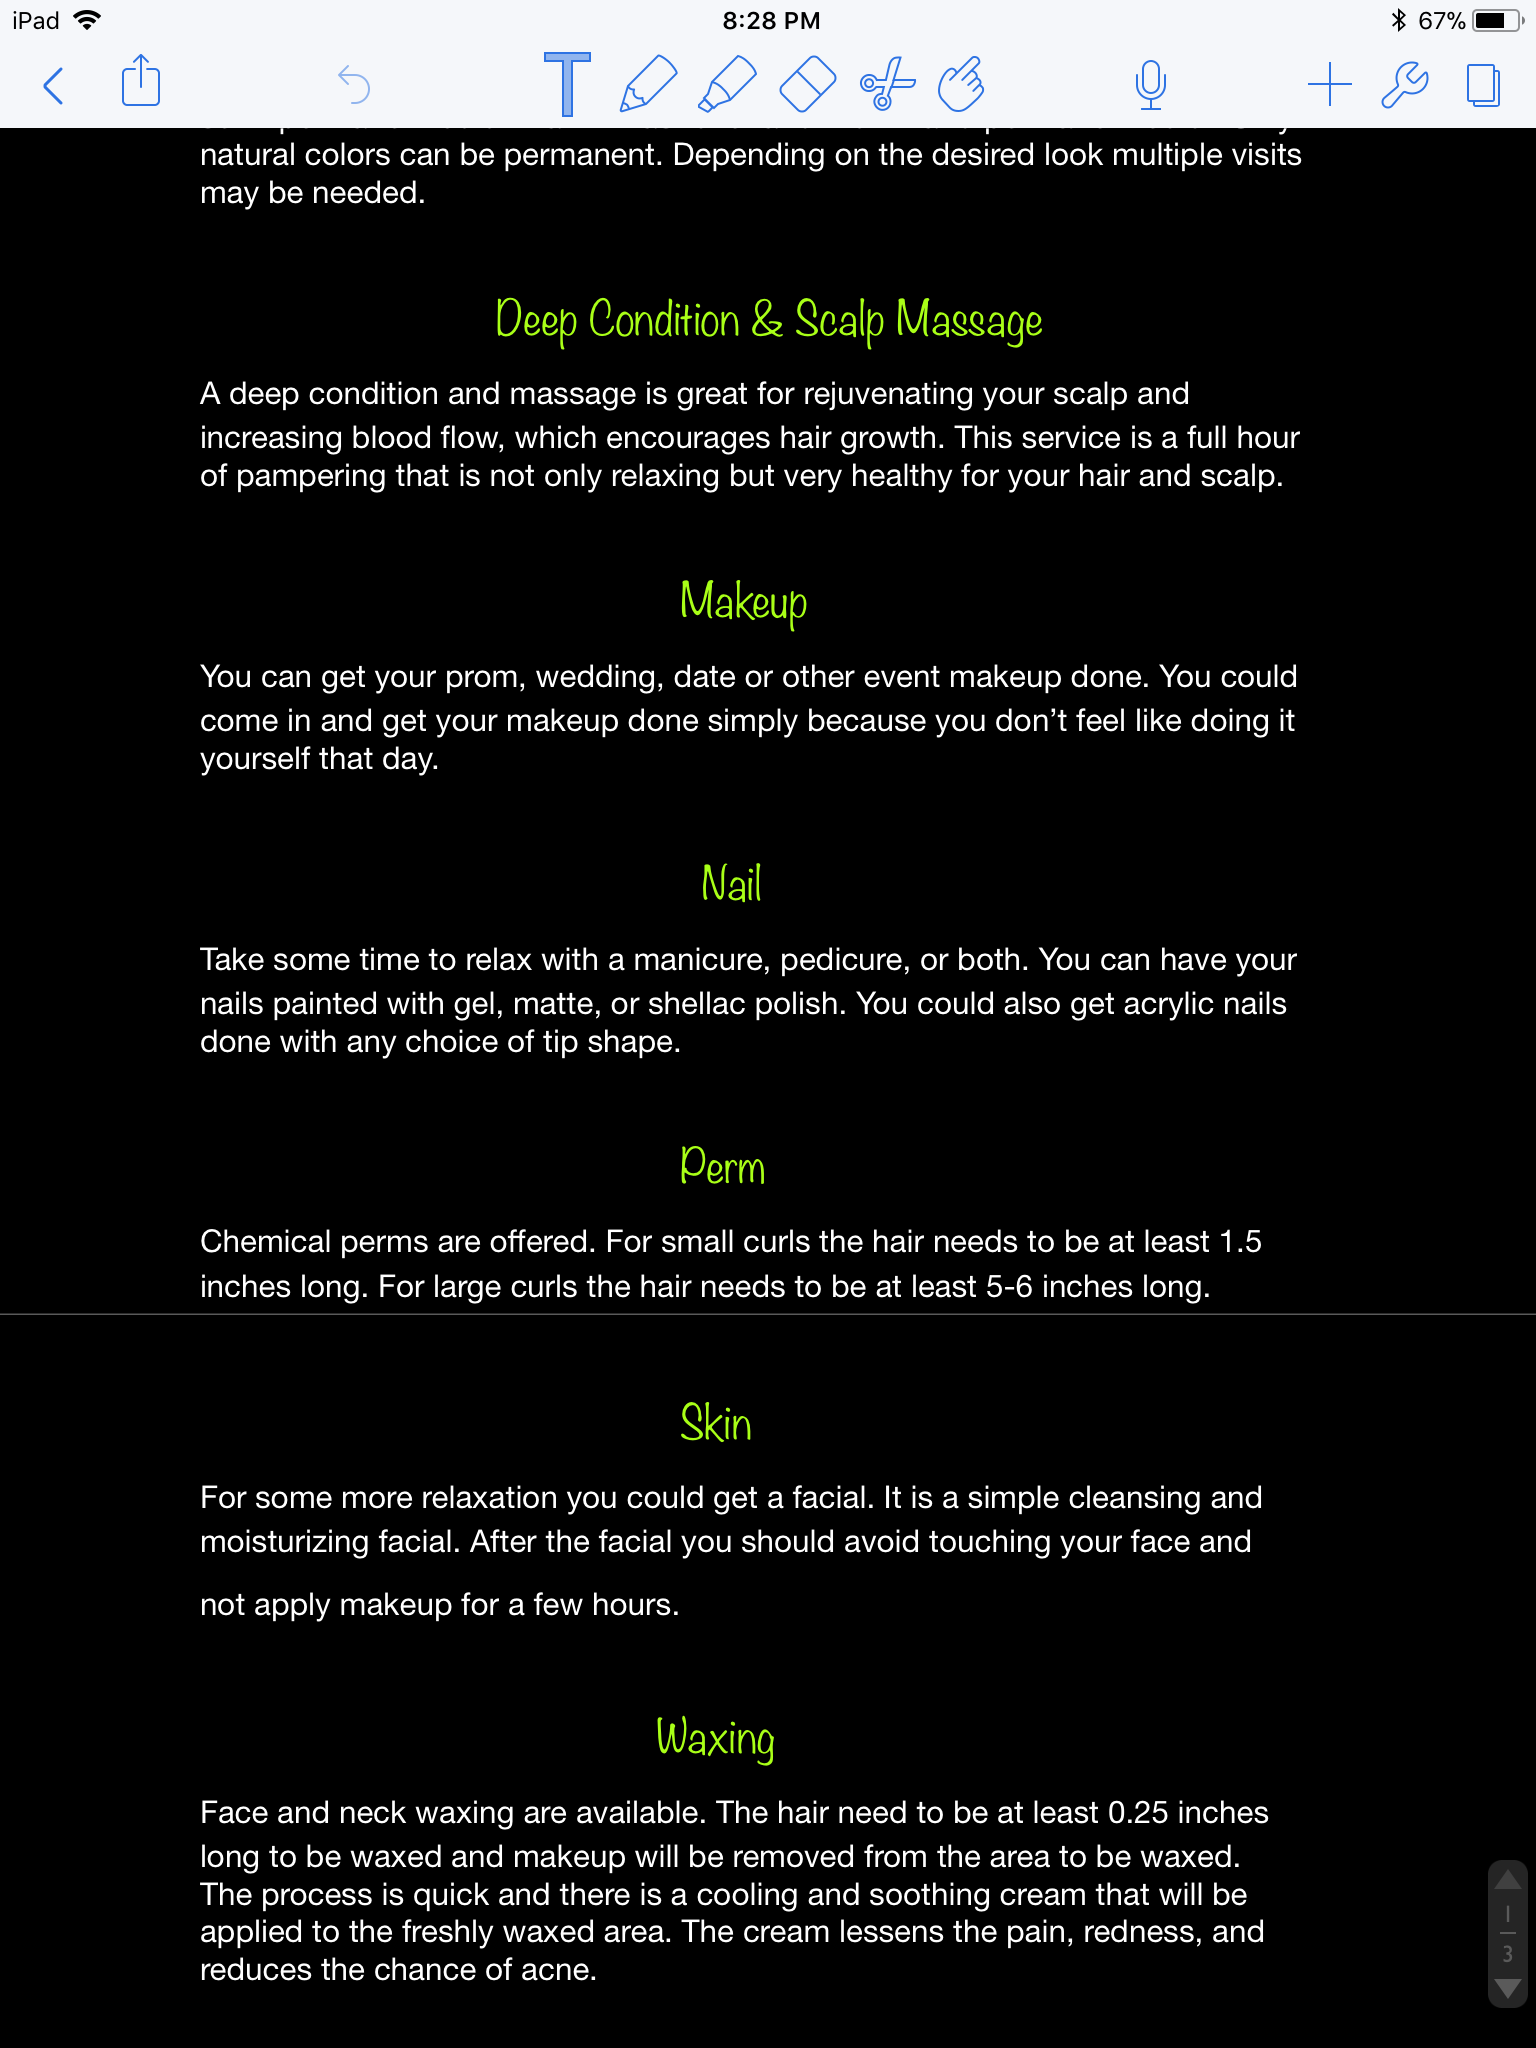 iPad
8:28 PM
67%
natural colors can be permanent. Depending on the desired look multiple visits
may be needed.
Deep Condition & Scalp Massage
A deep condition and massage is great for rejuvenating your scalp and
increasing blood flow, which encourages hair growth. This service is a full hour
of pampering that is not only relaxing but very healthy for your hair and scalp.
Makeup
You can get your prom, wedding, date or other event makeup done. You could
come in and get your makeup done simply because you don’t feel like doing it
yourself that day.
Nail
Take some time to relax with a manicure, pedicure, or both. You can have your
nails painted with gel, matte, or shellac polish. You could also get acrylic nails
done with any choice of tip shape.
Perm
Chemical perms are offered. For small curls the hair needs to be at least 1.5
inches long. For large curls the hair needs to be at least 5-6 inches long.
Skin
For some more relaxation you could get a facial. It is a simple cleansing and
moisturizing facial. After the facial you should avoid touching your face and
not apply makeup for a few hours.
Waxing
Face and neck waxing are available. The hair need to be at least 0.25 inches
long to be waxed and makeup will be removed from the area to be waxed.
The process is quick and there is a cooling and soothing cream that will be
applied to the freshly waxed area. The cream lessens the pain, redness, and
reduces the chance of acne.
1
3